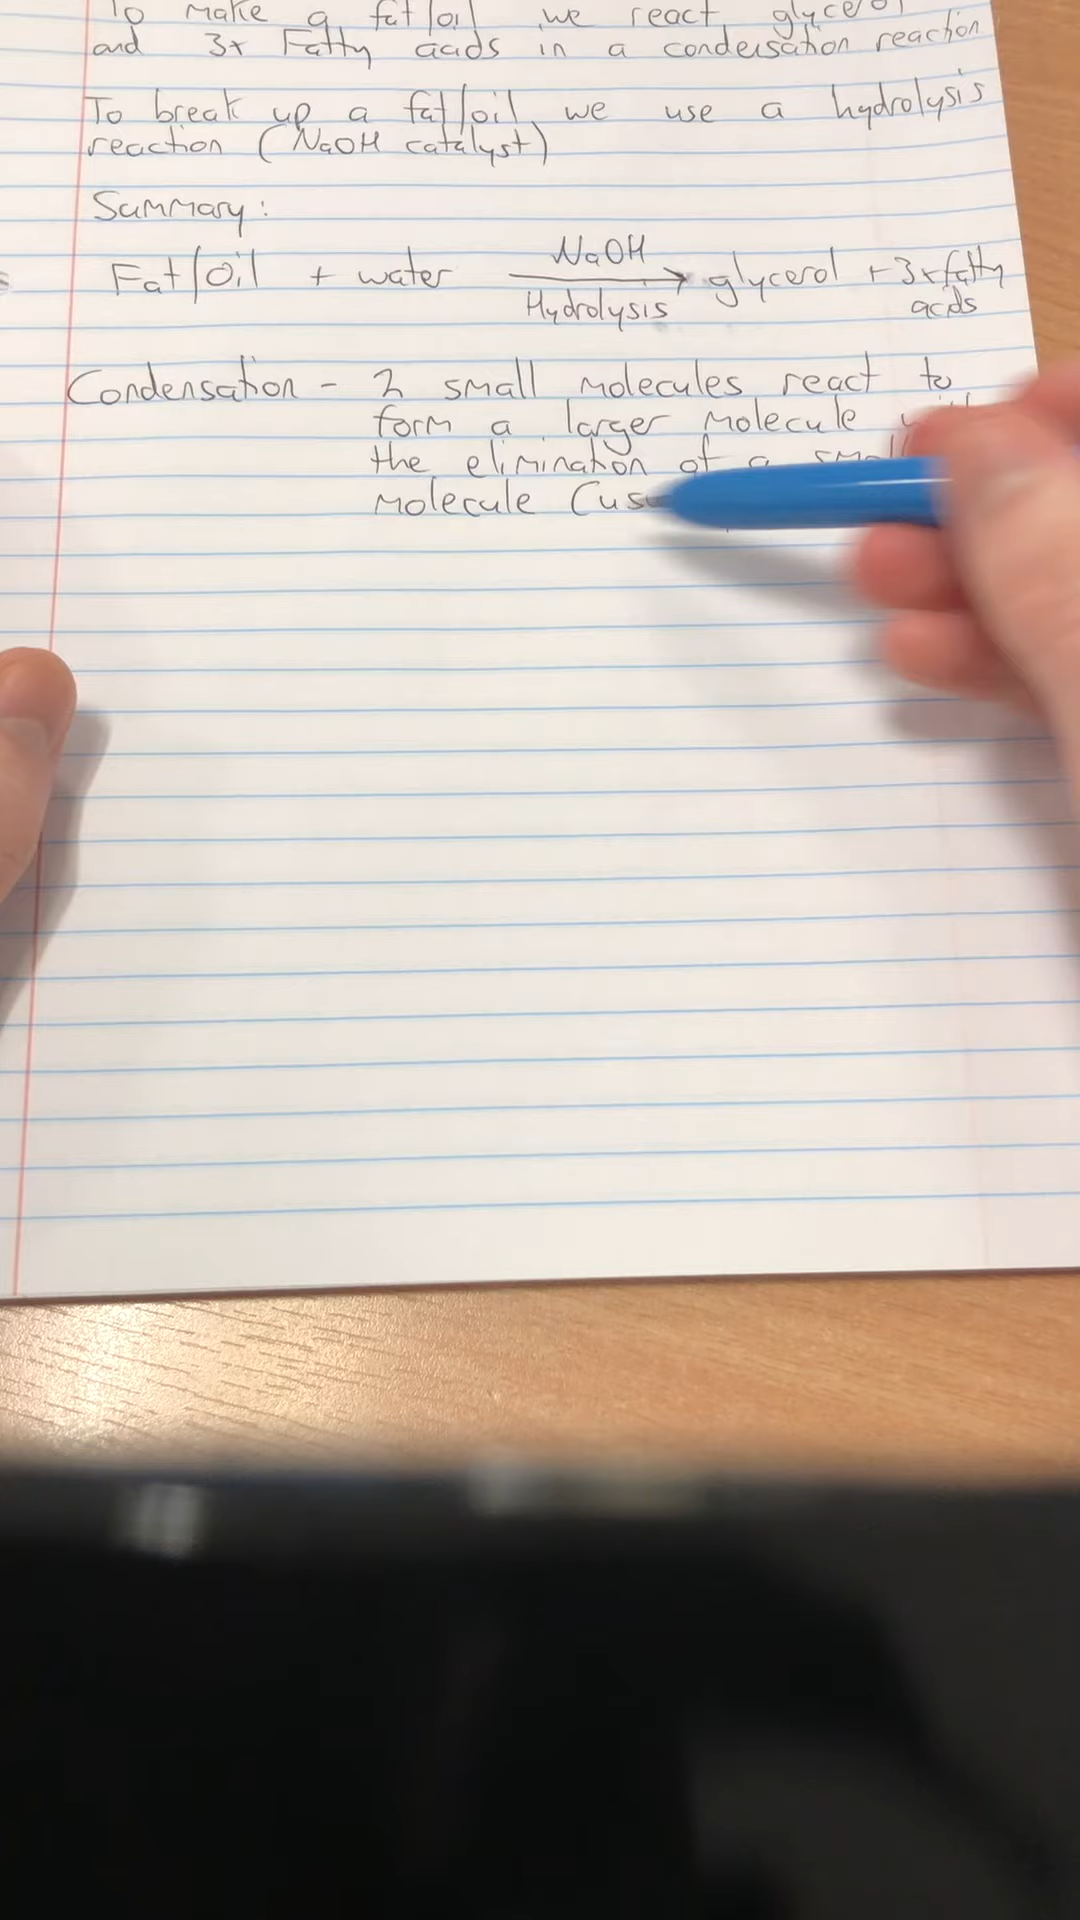 To make a fat/oil we react glycerol
and 3x Fatty acids in a condensation reaction
To break up a fat/oil, we use a hydrolysis
reaction (NaOH catalyst)
Summary:
Fat/Oil + water NaOH Hydrolysis glycerol + 3x fatty
acids
Condensation - 2 small molecules react to
form a larger molecule
the elimination of a small
molecule